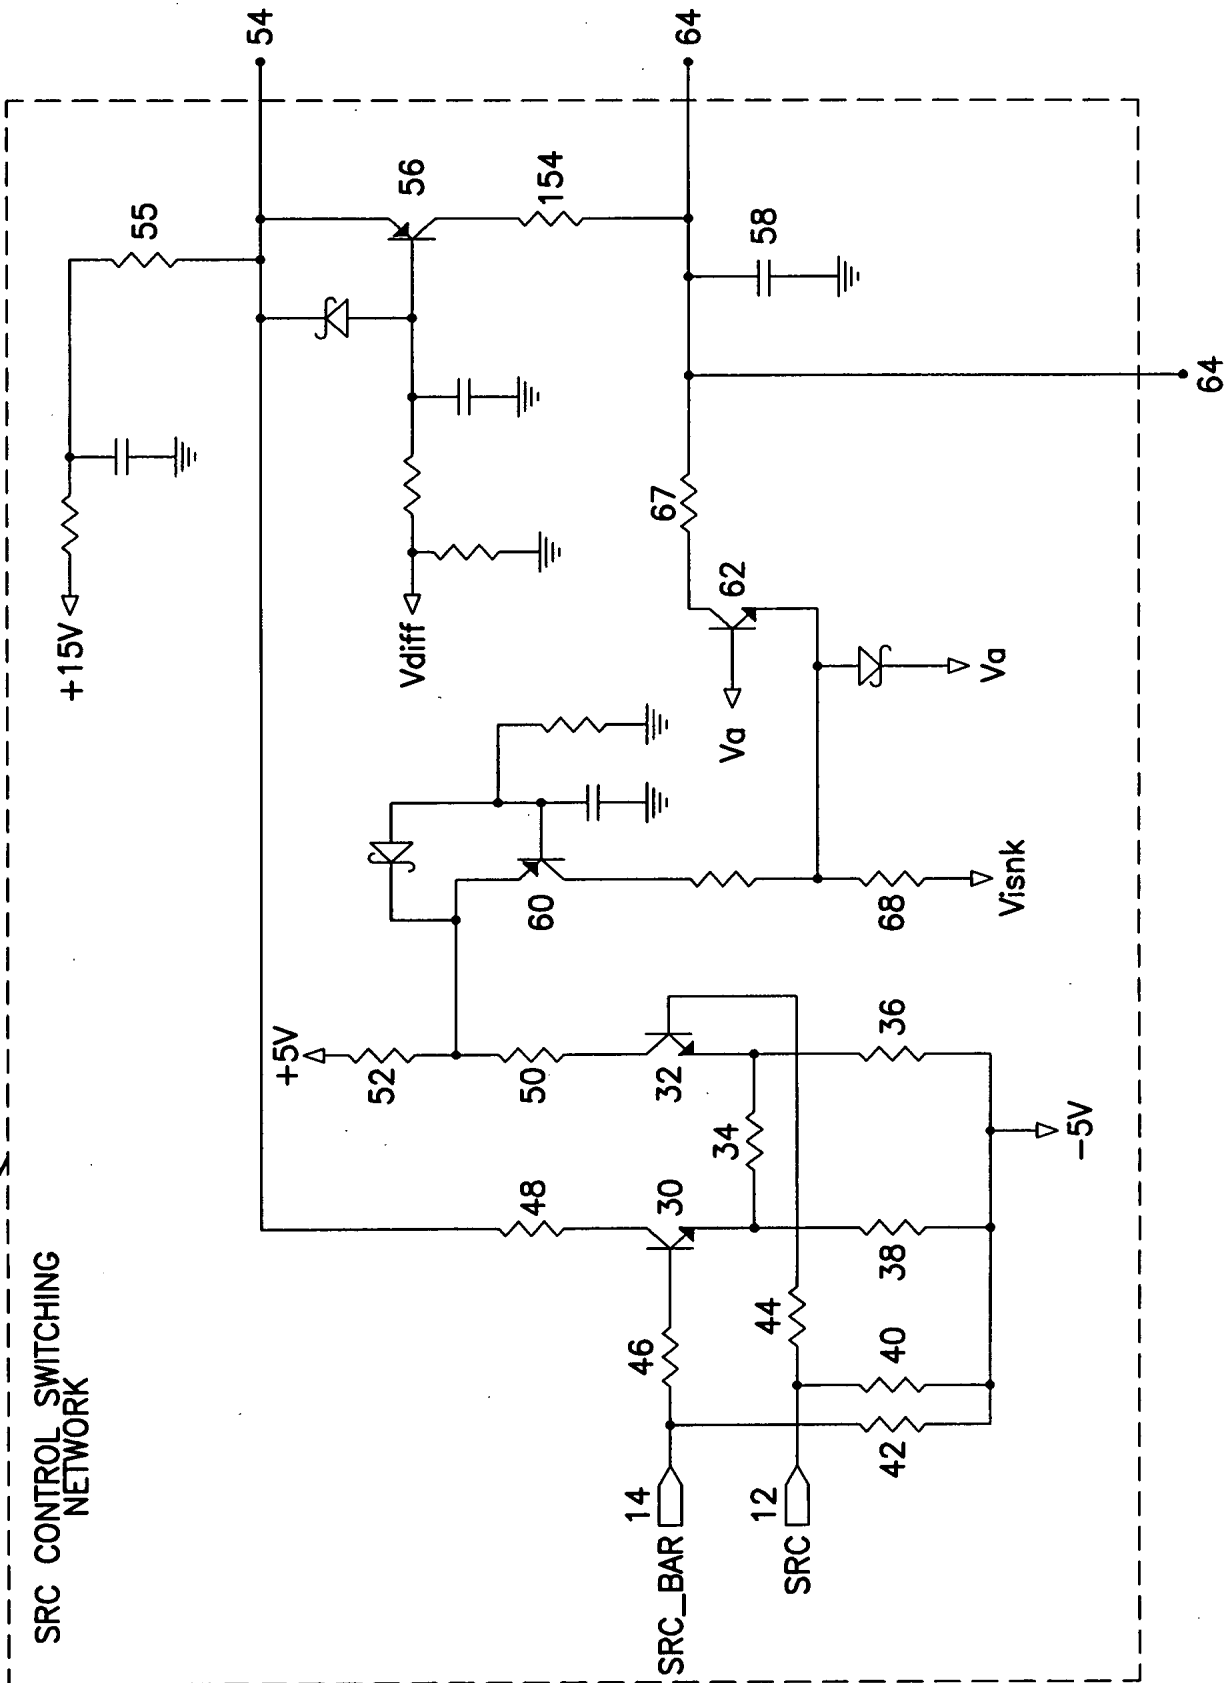 SRC CONTROL SWITCHING
NETWORK
+15V
55
54
Vdiff
56
154
64
58
64
67
62
Va
Va
60
68
Visnk
+5V
52
50
32
36
34
48
30
38
-5V
46
44
40
42
14
SRC_BAR
12
SRC